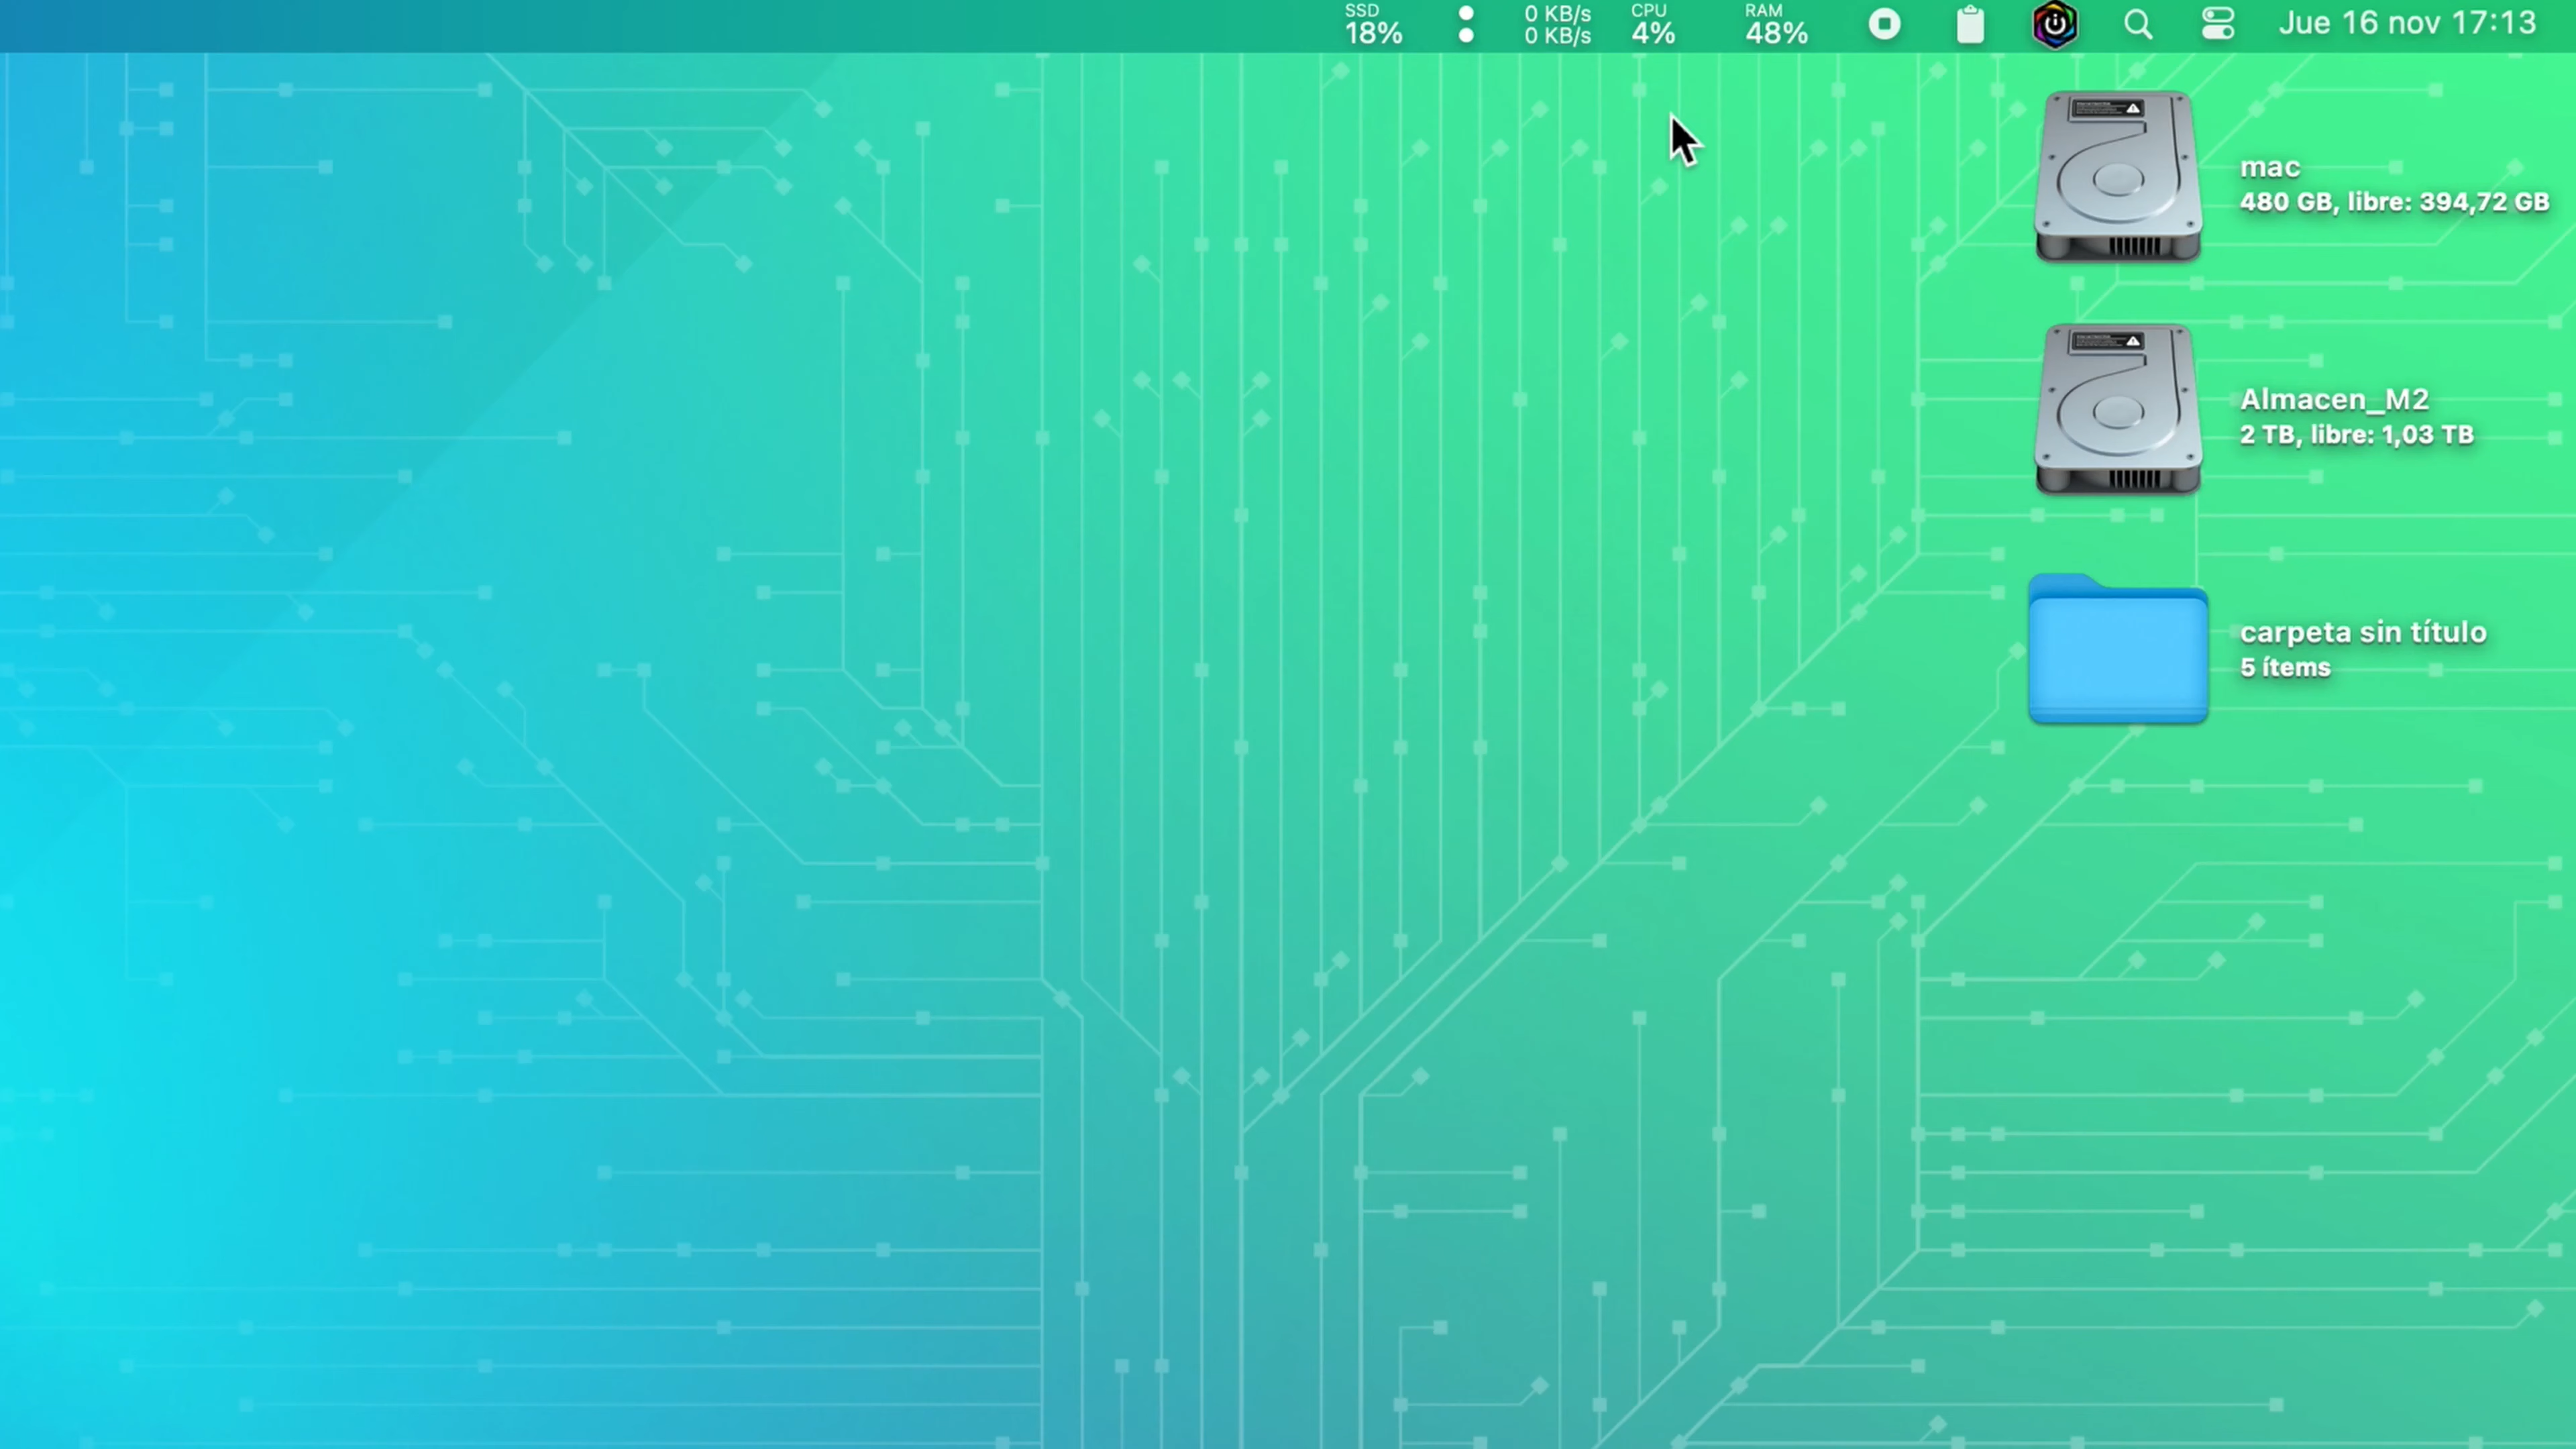 SSD
18%
0 KB/s
0 KB/s
CPU
4%
RAM
48%
Jue 16 nov 17:13
mac
480 GB, libre: 394,72 GB
Almacen_M2
2 TB, libre: 1,03 TB
carpeta sin título
5 ítems